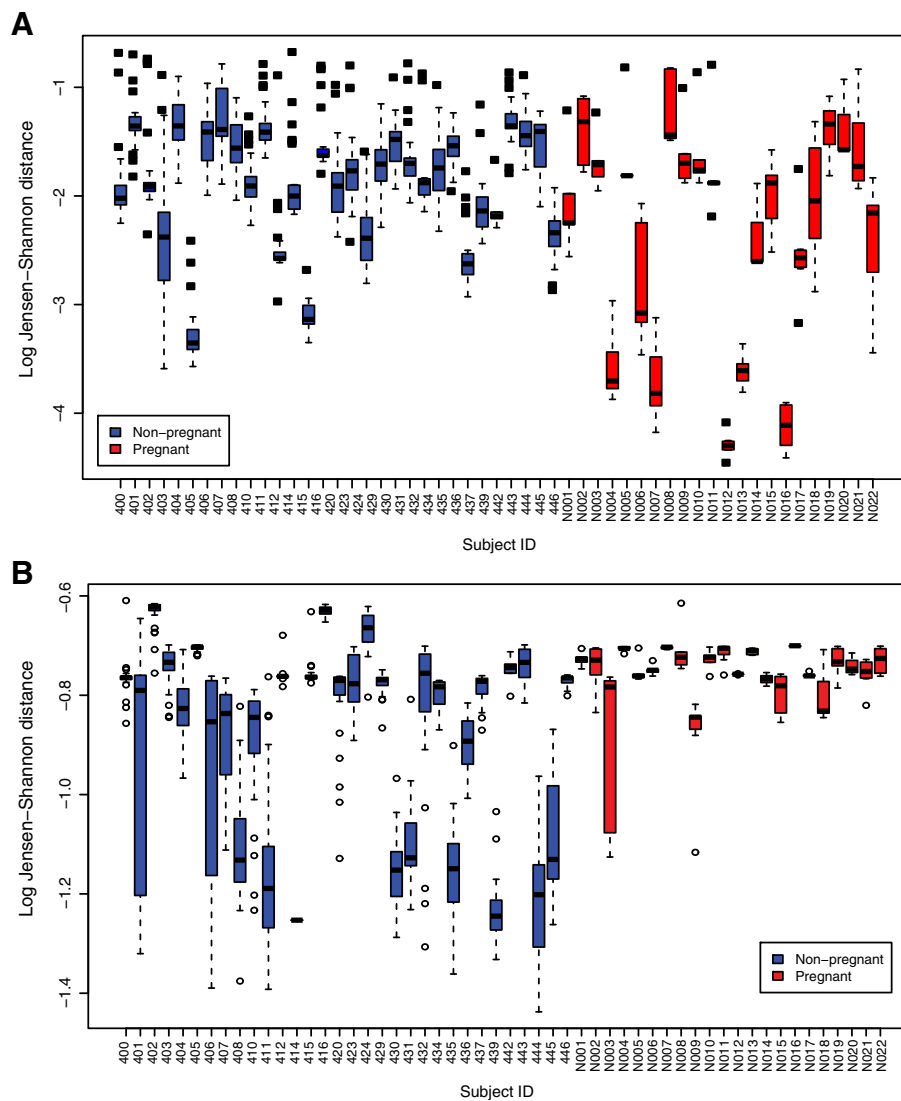 A
Log Jensen−Shannon distance
−1
−2
−3
−4
Non−pregnant
Pregnant
400 401 402 403 404 405 406 407 408 410 411 412 414 415 416 420 423 424 429 430 431 432 434 435 436 437 439 442 443 444 445 446 N001 N002 N003 N004 N005 N006 N007 N008 N009 N010 N011 N012 N013 N014 N015 N016 N017 N018 N019 N020 N021 N022
Subject ID
B
Log Jensen−Shannon distance
−0.6
−0.8
−1.0
−1.2
−1.4
Non−pregnant
Pregnant
400 401 402 403 404 405 406 407 408 410 411 412 414 415 416 420 423 424 429 430 431 432 434 435 436 437 439 442 443 444 445 446 N001 N002 N003 N004 N005 N006 N007 N008 N009 N010 N011 N012 N013 N014 N015 N016 N017 N018 N019 N020 N021 N022
Subject ID